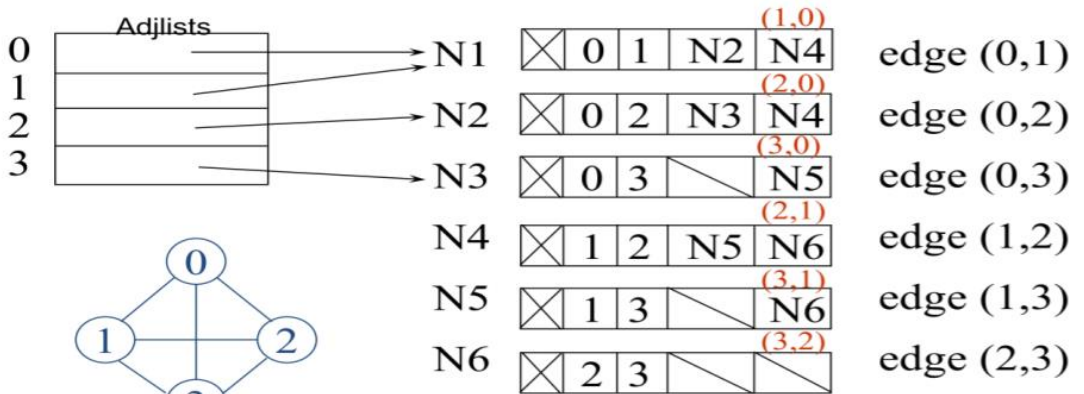 Adjlists
0
1
2
3
(1,0)
N1 0 1 N2 N4 edge (0,1)
(2,0)
N2 0 2 N3 N4 edge (0,2)
(3,0)
N3 0 3 N5 edge (0,3)
(2,1)
N4 1 2 N5 N6 edge (1,2)
(3,1)
N5 1 3 N6 edge (1,3)
(3,2)
N6 2 3 edge (2,3)
0
1 2